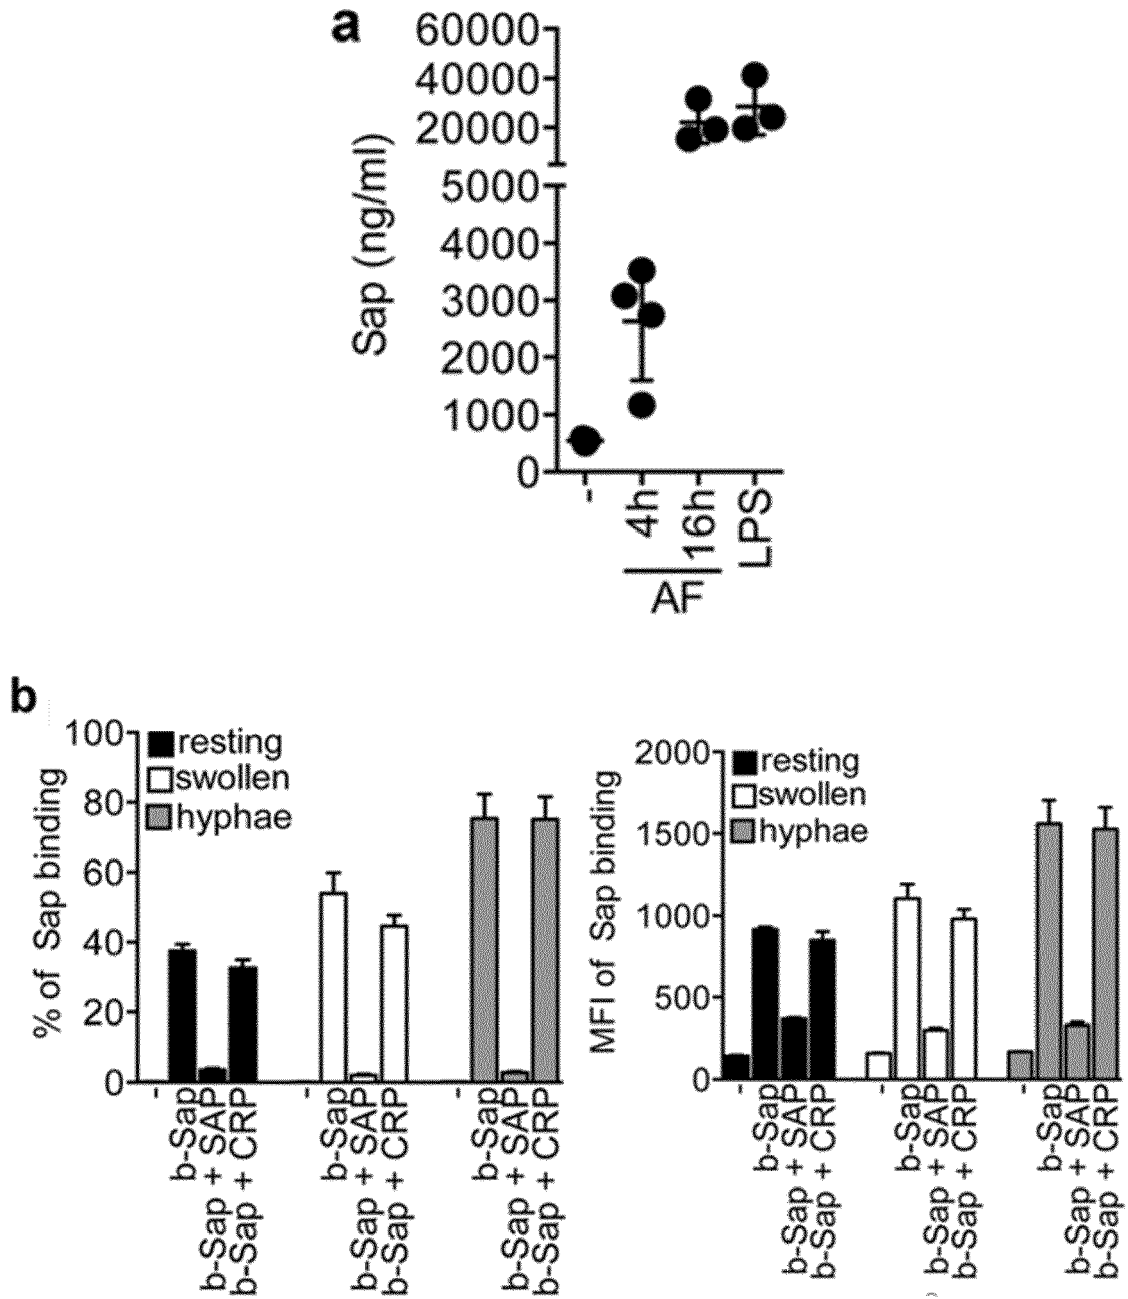 a
60000
40000
20000
5000
4000
3000
2000
1000
0
Sap (ng/ml)
-
4h
16h
LPS
AF
b
100
80
60
40
20
0
% of Sap binding
resting
swollen
hyphae
-
b-Sap
b-Sap + SAP
b-Sap + CRP
-
b-Sap
b-Sap + SAP
b-Sap + CRP
-
b-Sap
b-Sap + SAP
b-Sap + CRP
2000
1500
1000
500
0
MFI of Sap binding
resting
swollen
hyphae
-
b-Sap
b-Sap + SAP
b-Sap + CRP
-
b-Sap
b-Sap + SAP
b-Sap + CRP
-
b-Sap
b-Sap + SAP
b-Sap + CRP